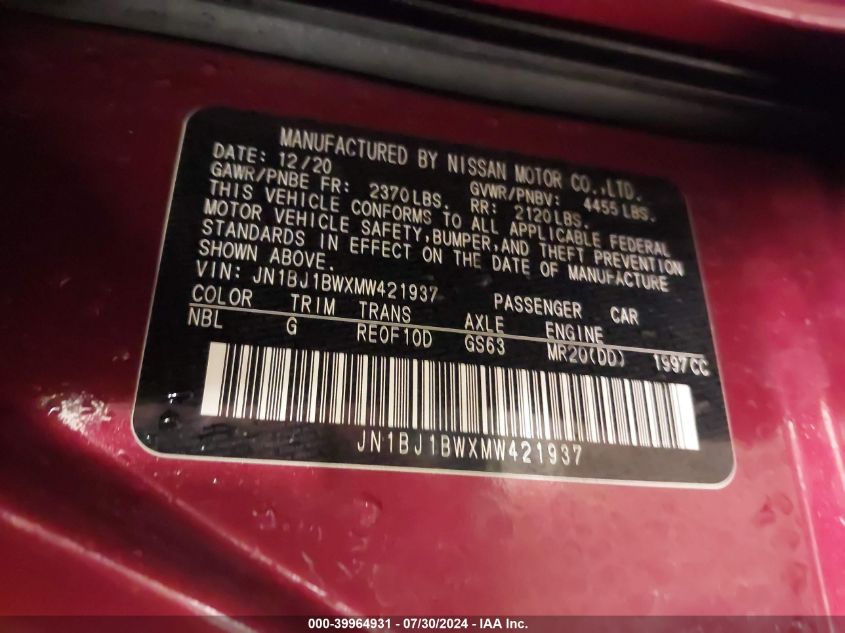 MANUFACTURED BY NISSAN MOTOR CO.,LTD.
DATE: 12/20
GAWR/PNBE FR: 2370LBS. GVWR/PNBV: 4455LBS.
RR: 2120LBS.
THIS VEHICLE CONFORMS TO ALL APPLICABLE FEDERAL
MOTOR VEHICLE SAFETY,BUMPER,AND THEFT PREVENTION
STANDARDS IN EFFECT ON THE DATE OF MANUFACTURE
SHOWN ABOVE.
VIN: JN1BJ1BWXMW421937 PASSENGER CAR
COLOR TRIM TRANS AXLE ENGINE
NBL G RE0F10D GS63 MR20(DD) 1997CC
JN1BJ1BWXMW421937
000-39964931 / 07/30/2024 - IAA Inc.